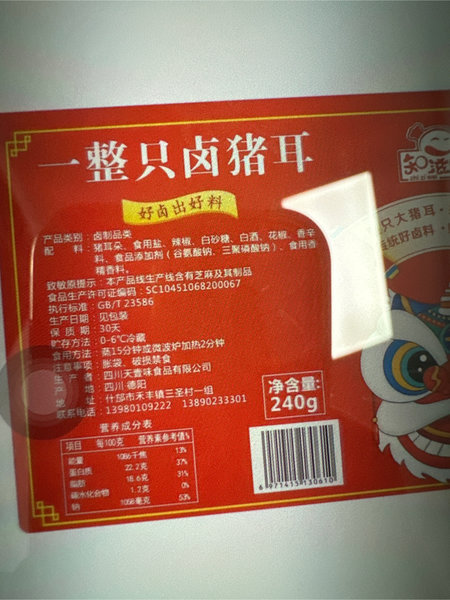 一整只卤猪耳
好卤出好料
知滋
只大猪耳
统好卤料
产品类别：卤制品类
配 料：猪耳朵、食用盐、辣椒、白砂糖、白酒、花椒、香辛
料、食品添加剂（谷氨酸钠、三聚磷酸钠）、食用香
精香料。
致敏原提示：本产品线生产线含有芝麻及其制品
食品生产许可证编码：SC10451068200067
执行标准：GB/T 23586
生产日期：见包装
保 质 期：30天
贮存方法：0-6℃冷藏
食用方法：蒸15分钟或微波炉加热2分钟
注意事项：胀袋、破损禁食
生 产 者：四川天壹味食品有限公司
产 地：四川 德阳
地 址：什邡市禾丰镇三圣村一组
联系电话：13980109222 13890233301
净含量:
240g
营养成分表
项目 每100克 营养素参考值%
能量 1086千焦 13%
蛋白质 22.2克 37%
脂肪 18.6克 31%
碳水化合物 1.2克 0%
钠 1058毫克 53%
6 971415 130610